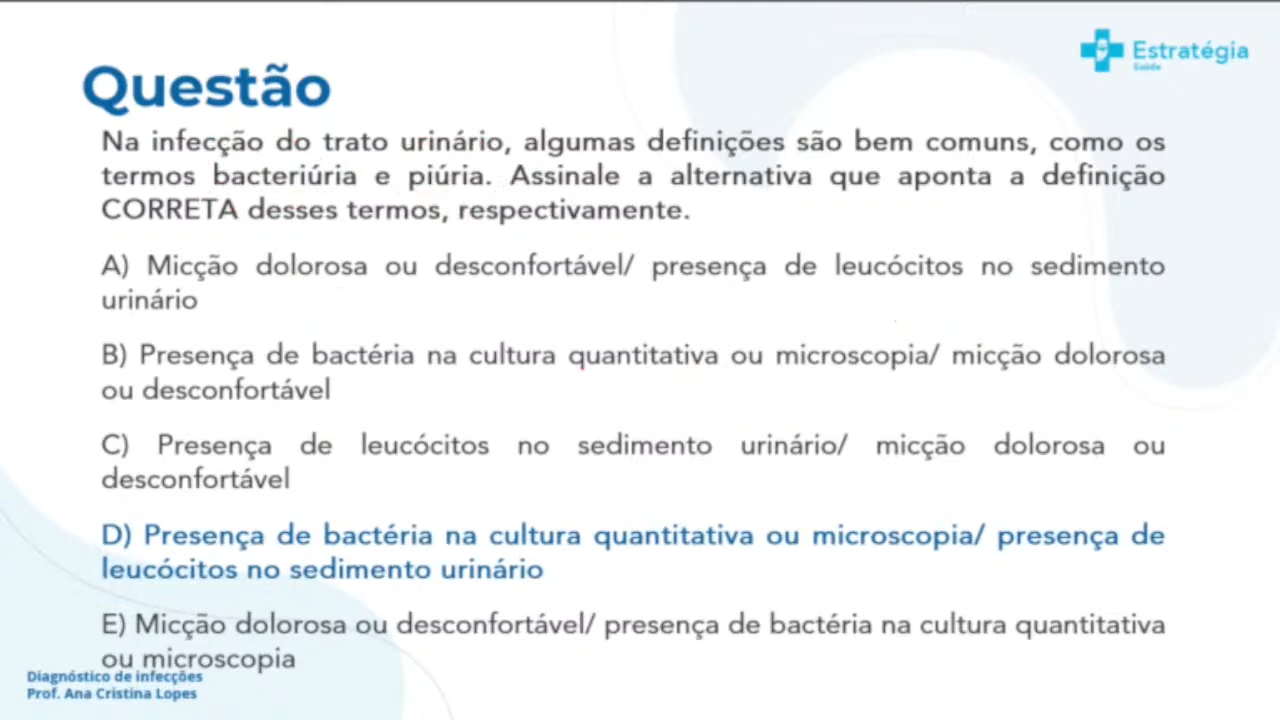 Estratégia
Saúde
Questão
Na infecção do trato urinário, algumas definições são bem comuns, como os
termos bacteriúria e piúria. Assinale a alternativa que aponta a definição
CORRETA desses termos, respectivamente.
A) Micção dolorosa ou desconfortável/ presença de leucócitos no sedimento
urinário
B) Presença de bactéria na cultura quantitativa ou microscopia/ micção dolorosa
ou desconfortável
C) Presença de leucócitos no sedimento urinário/ micção dolorosa ou
desconfortável
D) Presença de bactéria na cultura quantitativa ou microscopia/ presença de
leucócitos no sedimento urinário
E) Micção dolorosa ou desconfortável/ presença de bactéria na cultura quantitativa
ou microscopia
Diagnóstico de infecções
Prof. Ana Cristina Lopes